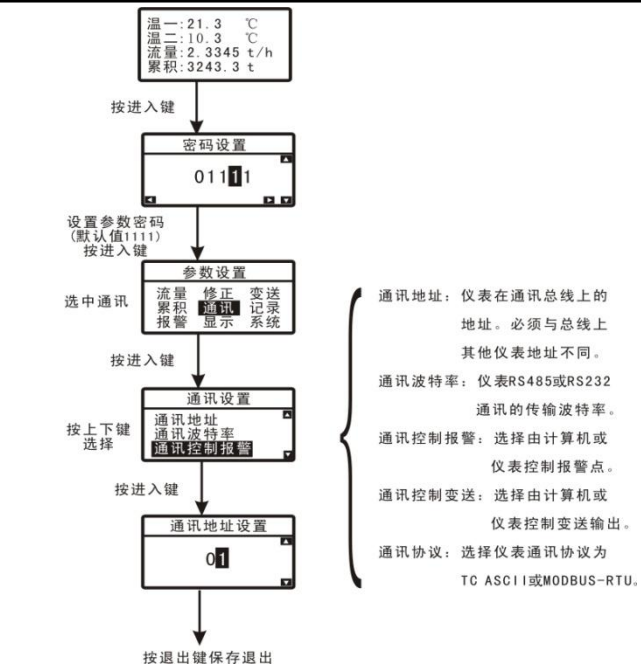 温一:21.3 ℃
温二:10.3 ℃
流量:2.3345 t/h
累积:3243.3 t
按进入键
密码设置
01111
设置参数密码
(默认值1111)
按进入键
参数设置
选中通讯
流量 修正 变送
累积 通讯 记录
报警 显示 系统
按进入键
通讯设置
按上下键
选择
通讯地址
通讯波特率
通讯控制报警
按进入键
通讯地址设置
01
按退出键保存退出
通讯地址：仪表在通讯总线上的
地址。必须与总线上
其他仪表地址不同。
通讯波特率：仪表RS485或RS232
通讯的传输波特率。
通讯控制报警：选择由计算机或
仪表控制报警点。
通讯控制变送：选择由计算机或
仪表控制变送输出。
通讯协议：选择仪表通讯协议为
TC ASCII或MODBUS-RTU。